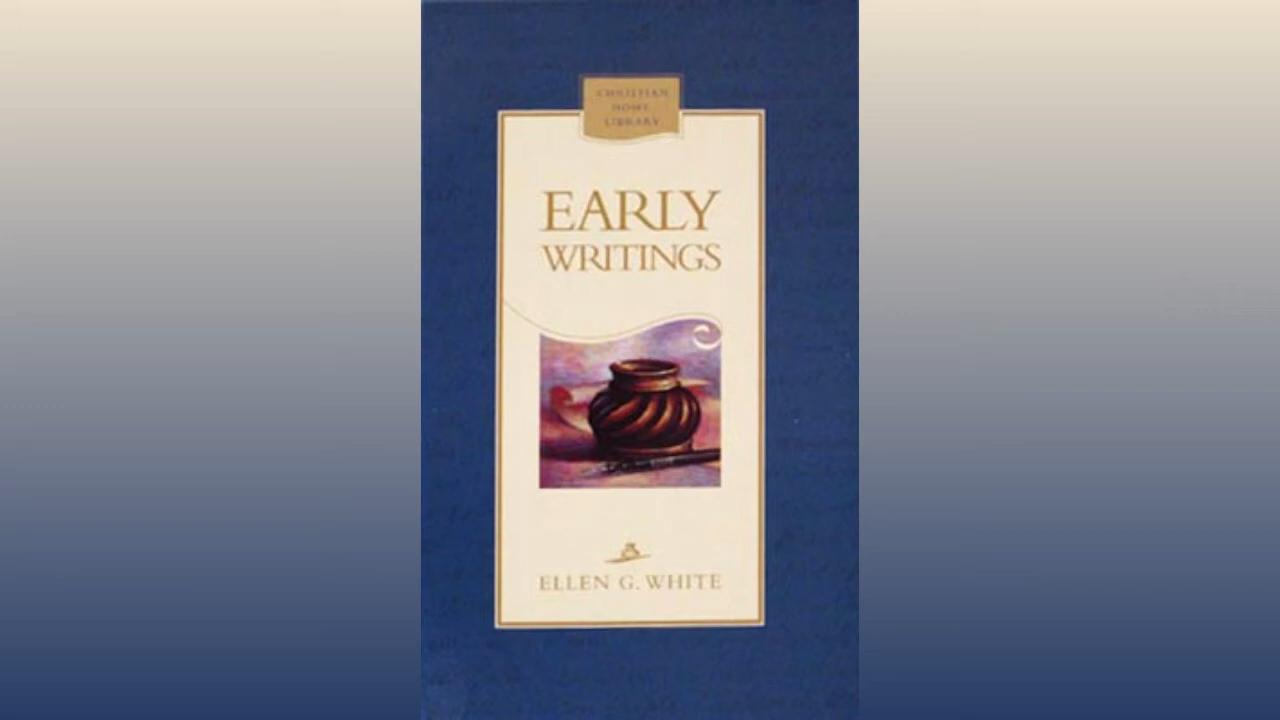 CHRISTIAN
HOME
LIBRARY
EARLY
WRITINGS
ELLEN G. WHITE